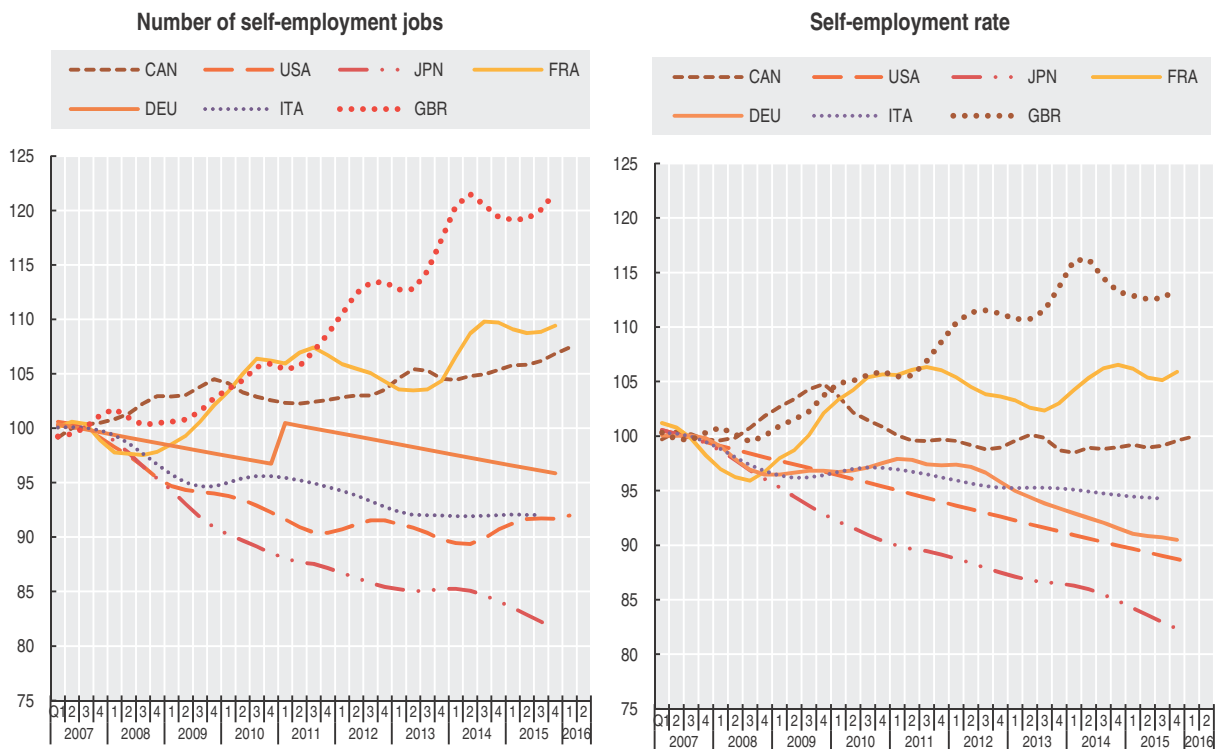 Number of self-employment jobs
CAN USA JPN FRA
DEU ITA GBR
125
120
115
110
105
100
95
90
85
80
75
Q1 2 3 4 1 2 3 4 1 2 3 4 1 2 3 4 1 2 3 4 1 2 3 4 1 2 3 4 1 2 3 4 1 2 3 4 1 2
2007 2008 2009 2010 2011 2012 2013 2014 2015 2016
Self-employment rate
CAN USA JPN FRA
DEU ITA GBR
125
120
115
110
105
100
95
90
85
80
75
Q1 2 3 4 1 2 3 4 1 2 3 4 1 2 3 4 1 2 3 4 1 2 3 4 1 2 3 4 1 2 3 4 1 2 3 4 1 2
2007 2008 2009 2010 2011 2012 2013 2014 2015 2016